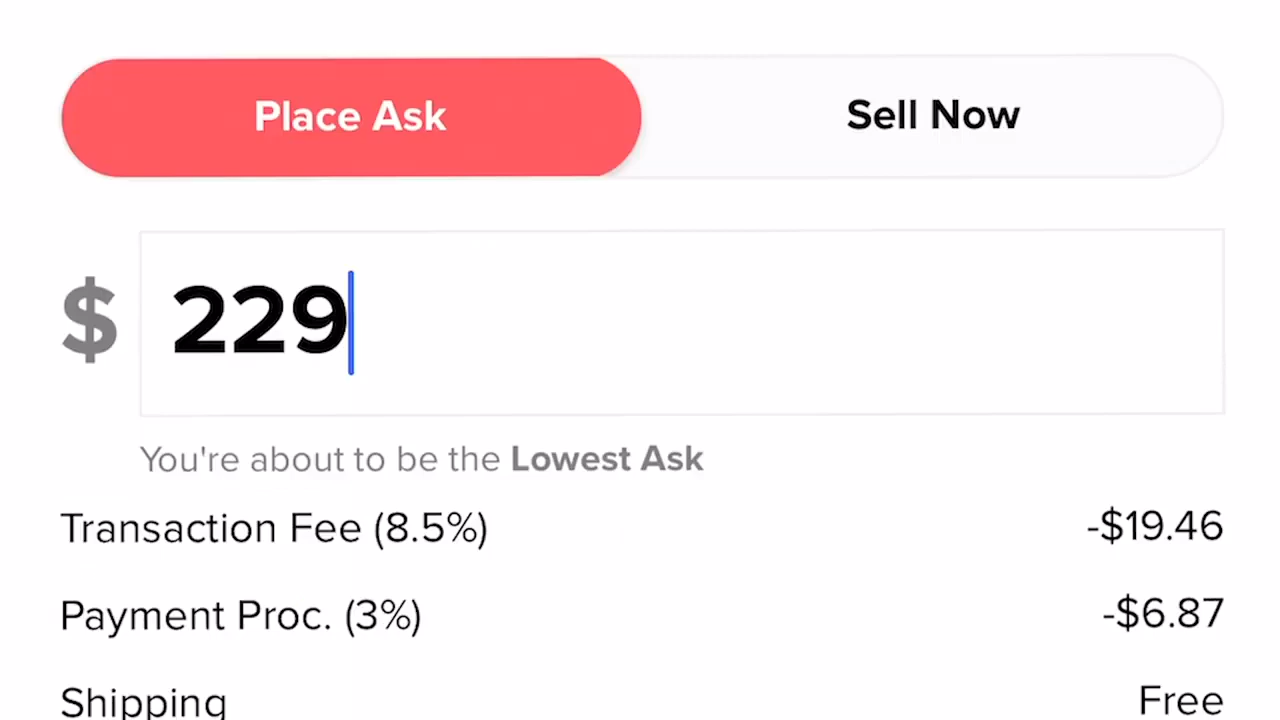 Place Ask Sell Now
$ 229
You're about to be the Lowest Ask
Transaction Fee (8.5%) -$19.46
Payment Proc. (3%) -$6.87
Shipping Free